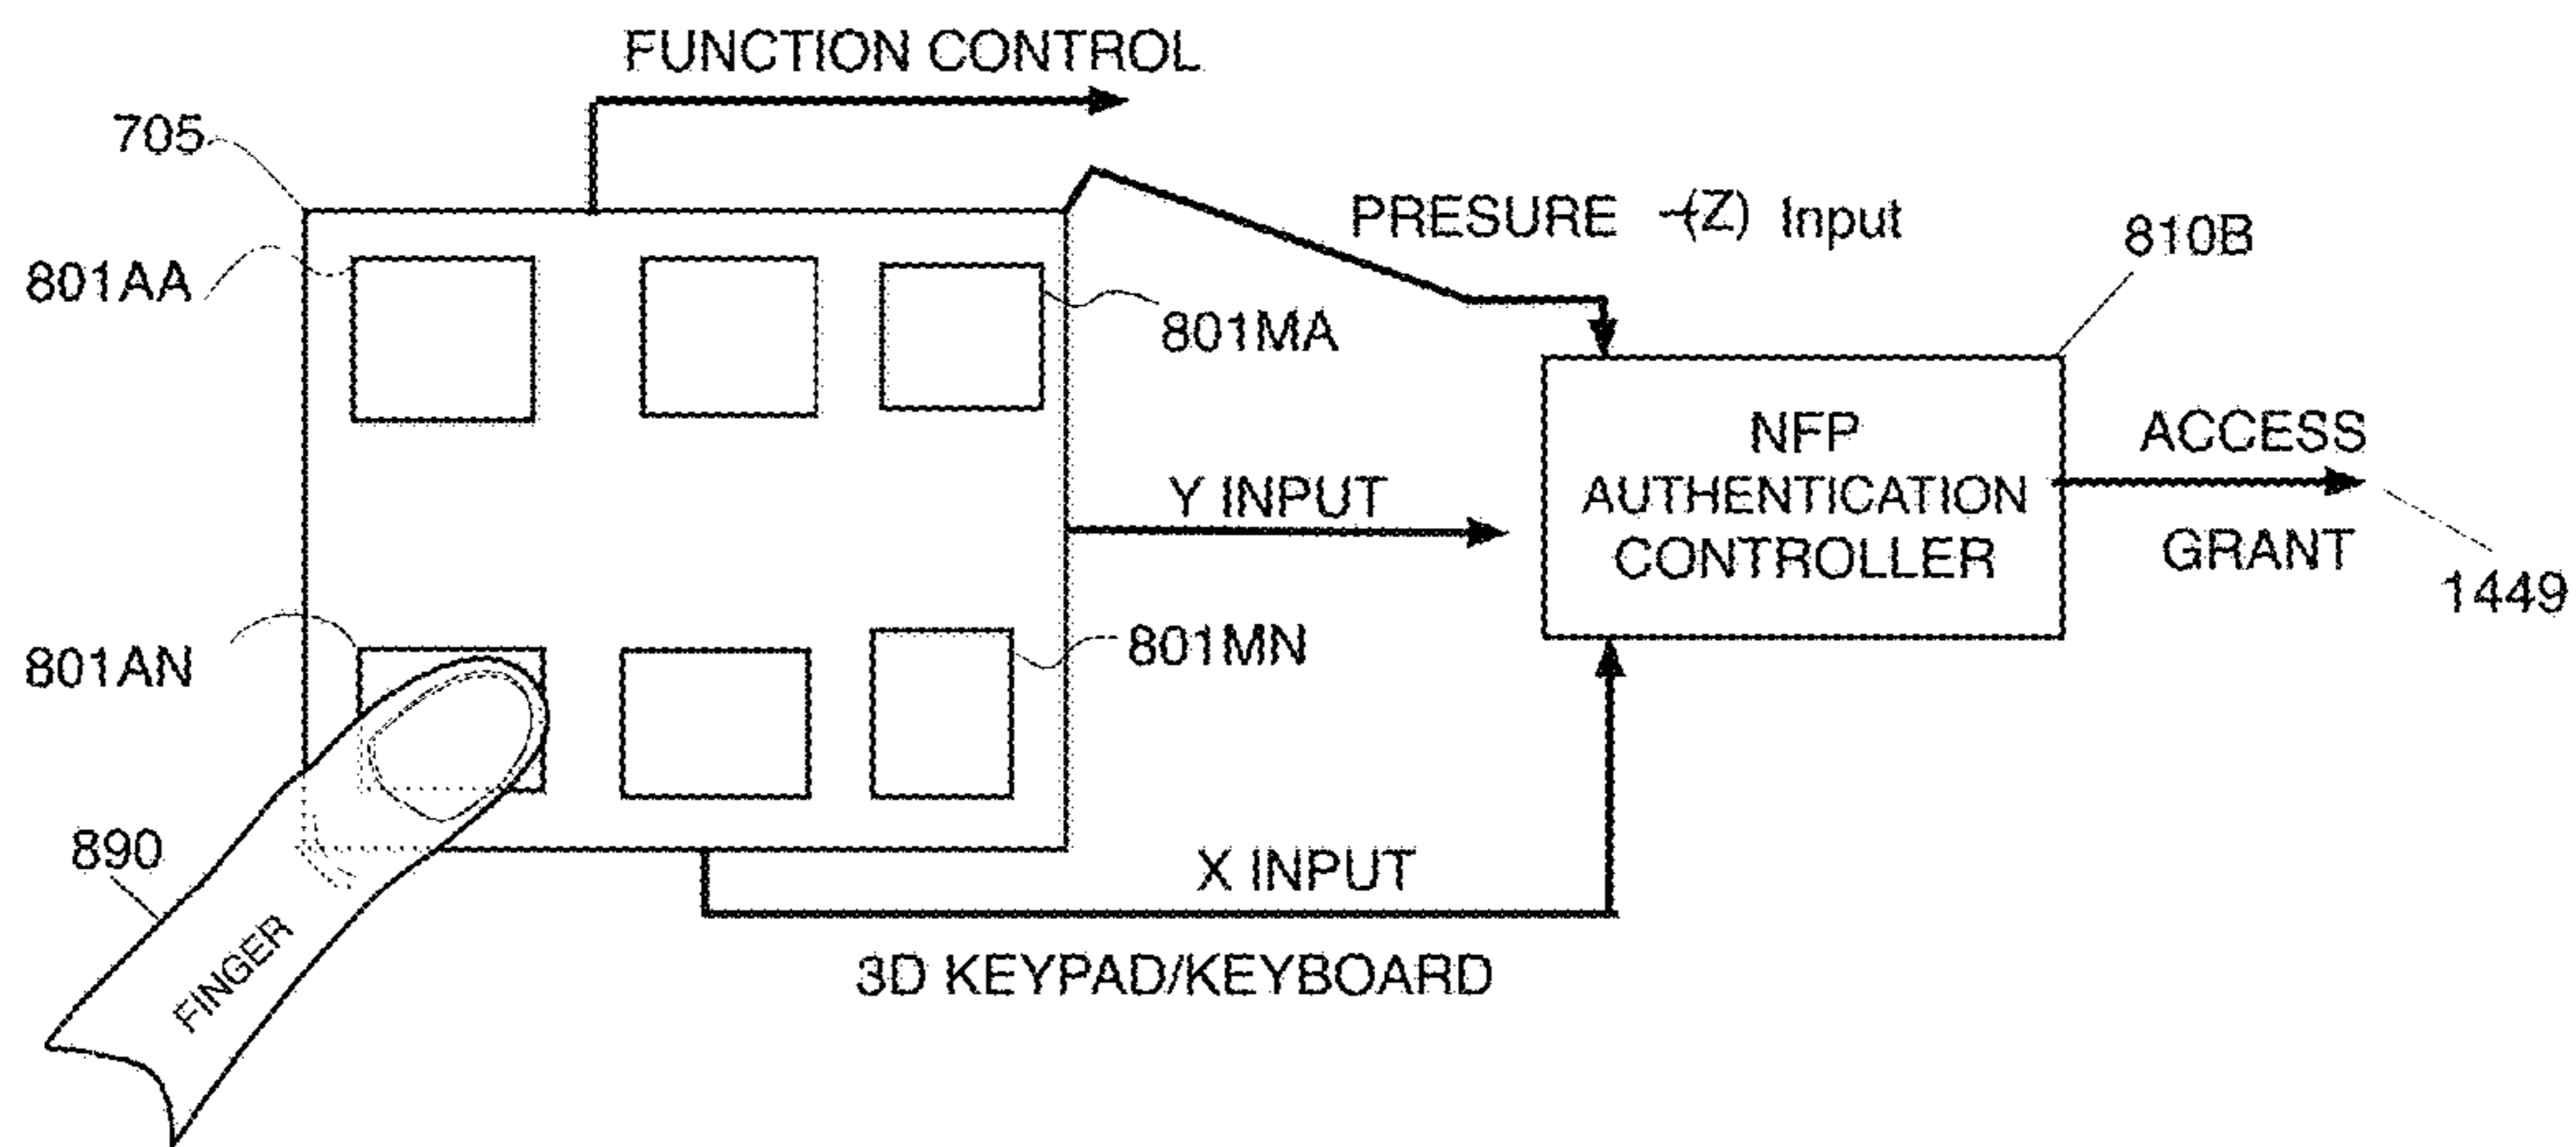 FUNCTION CONTROL
705
PRESURE -(Z) Input
810B
801AA
801MA
NFP
AUTHENTICATION
CONTROLLER
ACCESS
GRANT
1449
Y INPUT
801AN
801MN
890
FINGER
X INPUT
3D KEYPAD/KEYBOARD